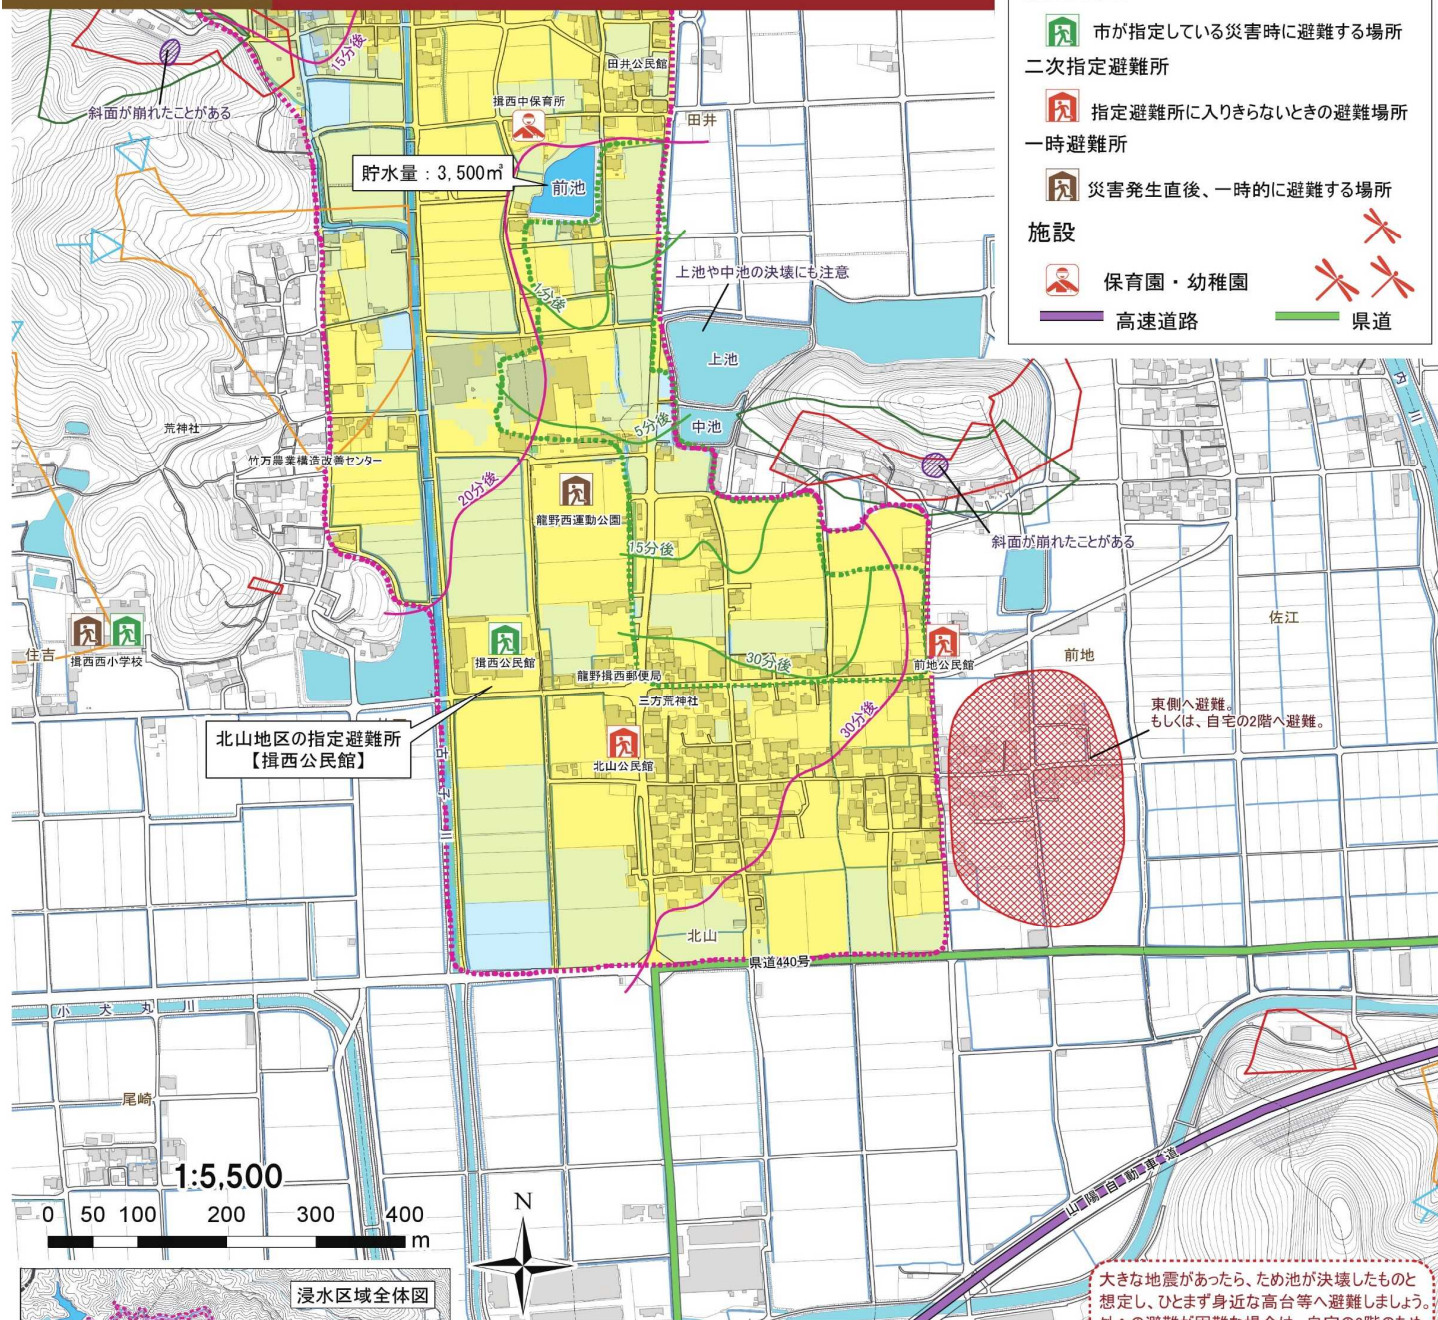 市が指定している災害時に避難する場所
二次指定避難所
指定避難所に入りきらないときの避難場所
一時避難所
災害発生直後、一時的に避難する場所
施設
保育園・幼稚園
高速道路
県道
15分後
田井公民館
斜面が崩れたことがある
揖西中保育所
田井
貯水量：3,500㎥
前池
上池や中池の決壊にも注意
1分後
上池
中池
5分後
荒神社
竹万農業構造改善センター
20分後
龍野西運動公園
15分後
斜面が崩れたことがある
内川
佐江
住吉
揖西西小学校
揖西公民館
30分後
前地公民館
前地
龍野揖西郵便局
三方荒神社
30分後
東側へ避難。
もしくは、自宅の2階へ避難。
北山地区の指定避難所
【揖西公民館】
北山公民館
北山
県道440号
小犬丸川
尾崎
山陽自動車道
1:5,500
0 50 100 200 300 400
m
N
浸水区域全体図
大きな地震があったら、ため池が決壊したものと
想定し、ひとまず身近な高台等へ避難しましょう。